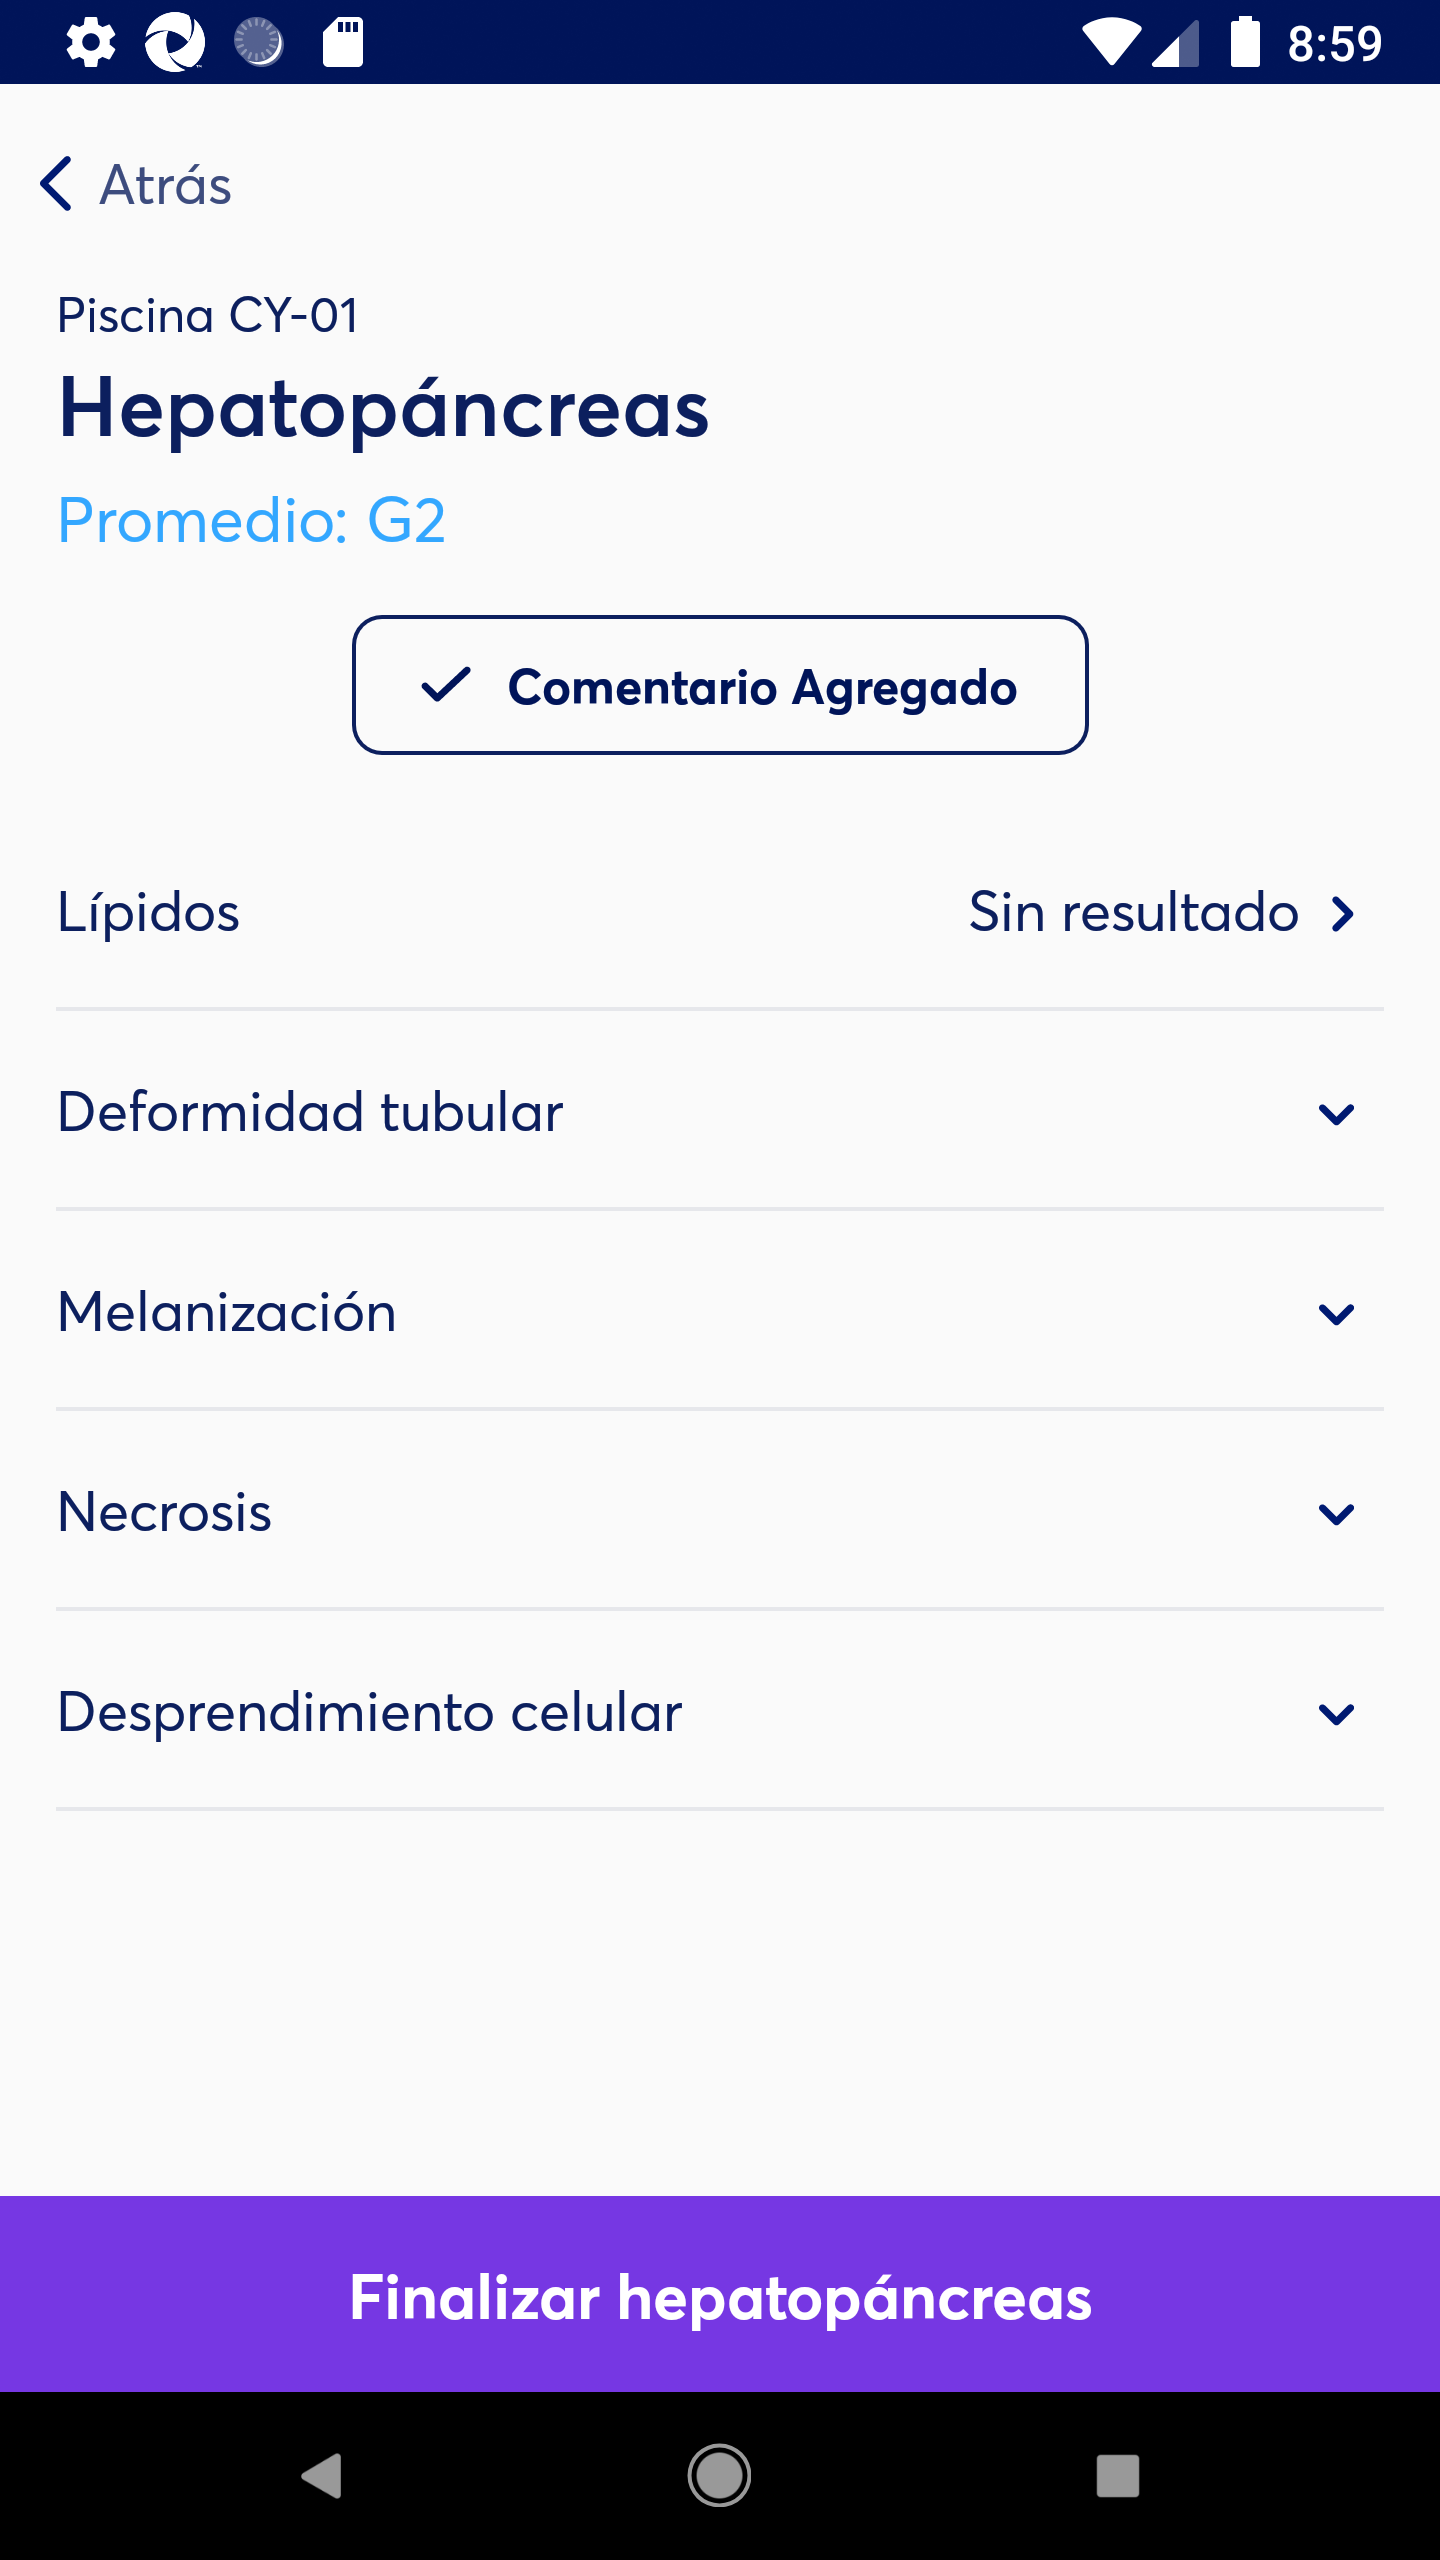 8:59
Atrás
Piscina CY-01
Hepatopáncreas
Promedio: G2
Comentario Agregado
Lípidos Sin resultado
Deformidad tubular
Melanización
Necrosis
Desprendimiento celular
Finalizar hepatopáncreas